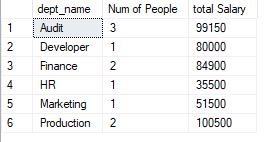 dept_name Num of People total Salary
1 Audit 3 99150
2 Developer 1 80000
3 Finance 2 84900
4 HR 1 35500
5 Marketing 1 51500
6 Production 2 100500